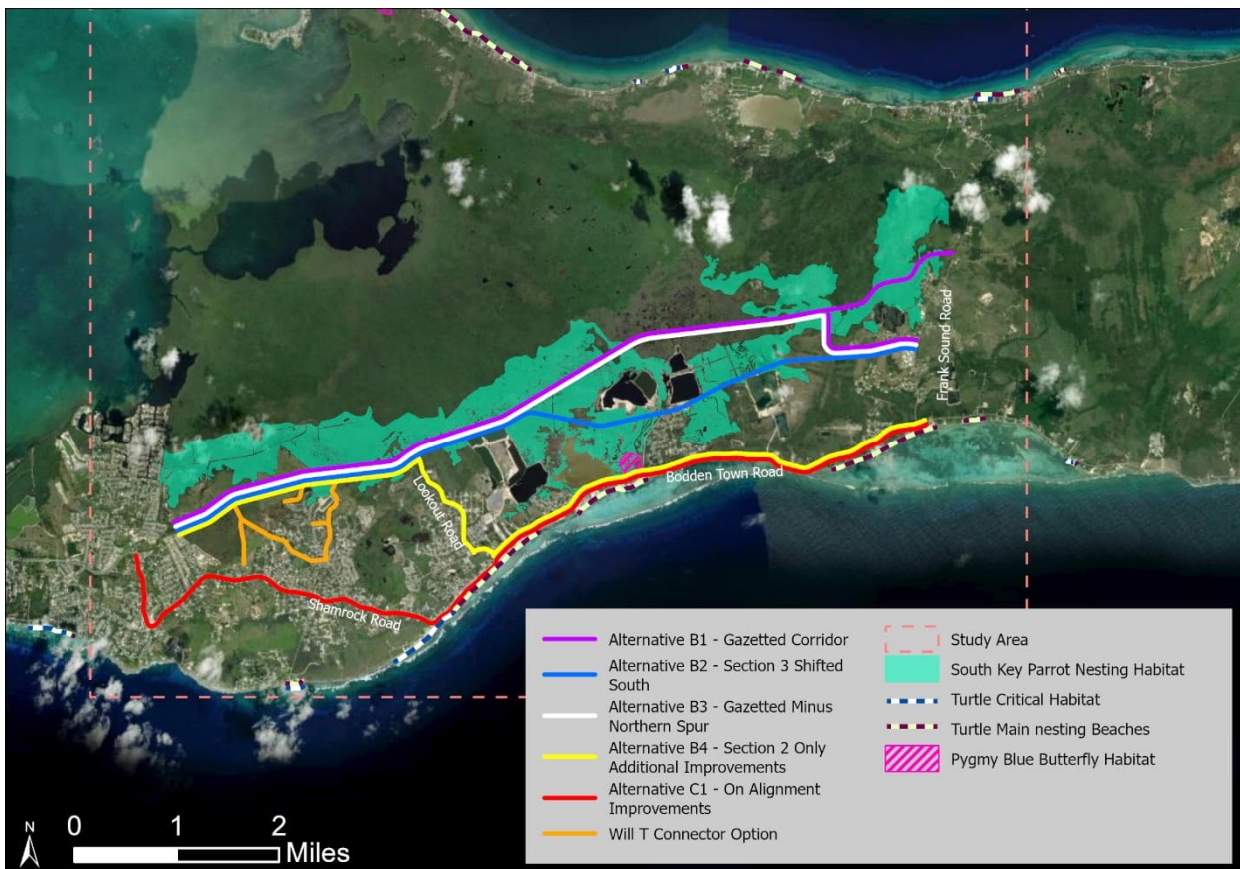 Frank Sound Road
Lookout Road
Bodden Town Road
Shamrock Road
Alternative B1 - Gazetted Corridor
Alternative B2 - Section 3 Shifted
South
Alternative B3 - Gazetted Minus
Northern Spur
Alternative B4 - Section 2 Only
Additional Improvements
Alternative C1 - On Alignment
Improvements
Will T Connector Option
Study Area
South Key Parrot Nesting Habitat
Turtle Critical Habitat
Turtle Main nesting Beaches
Pygmy Blue Butterfly Habitat
N
0 1 2
Miles